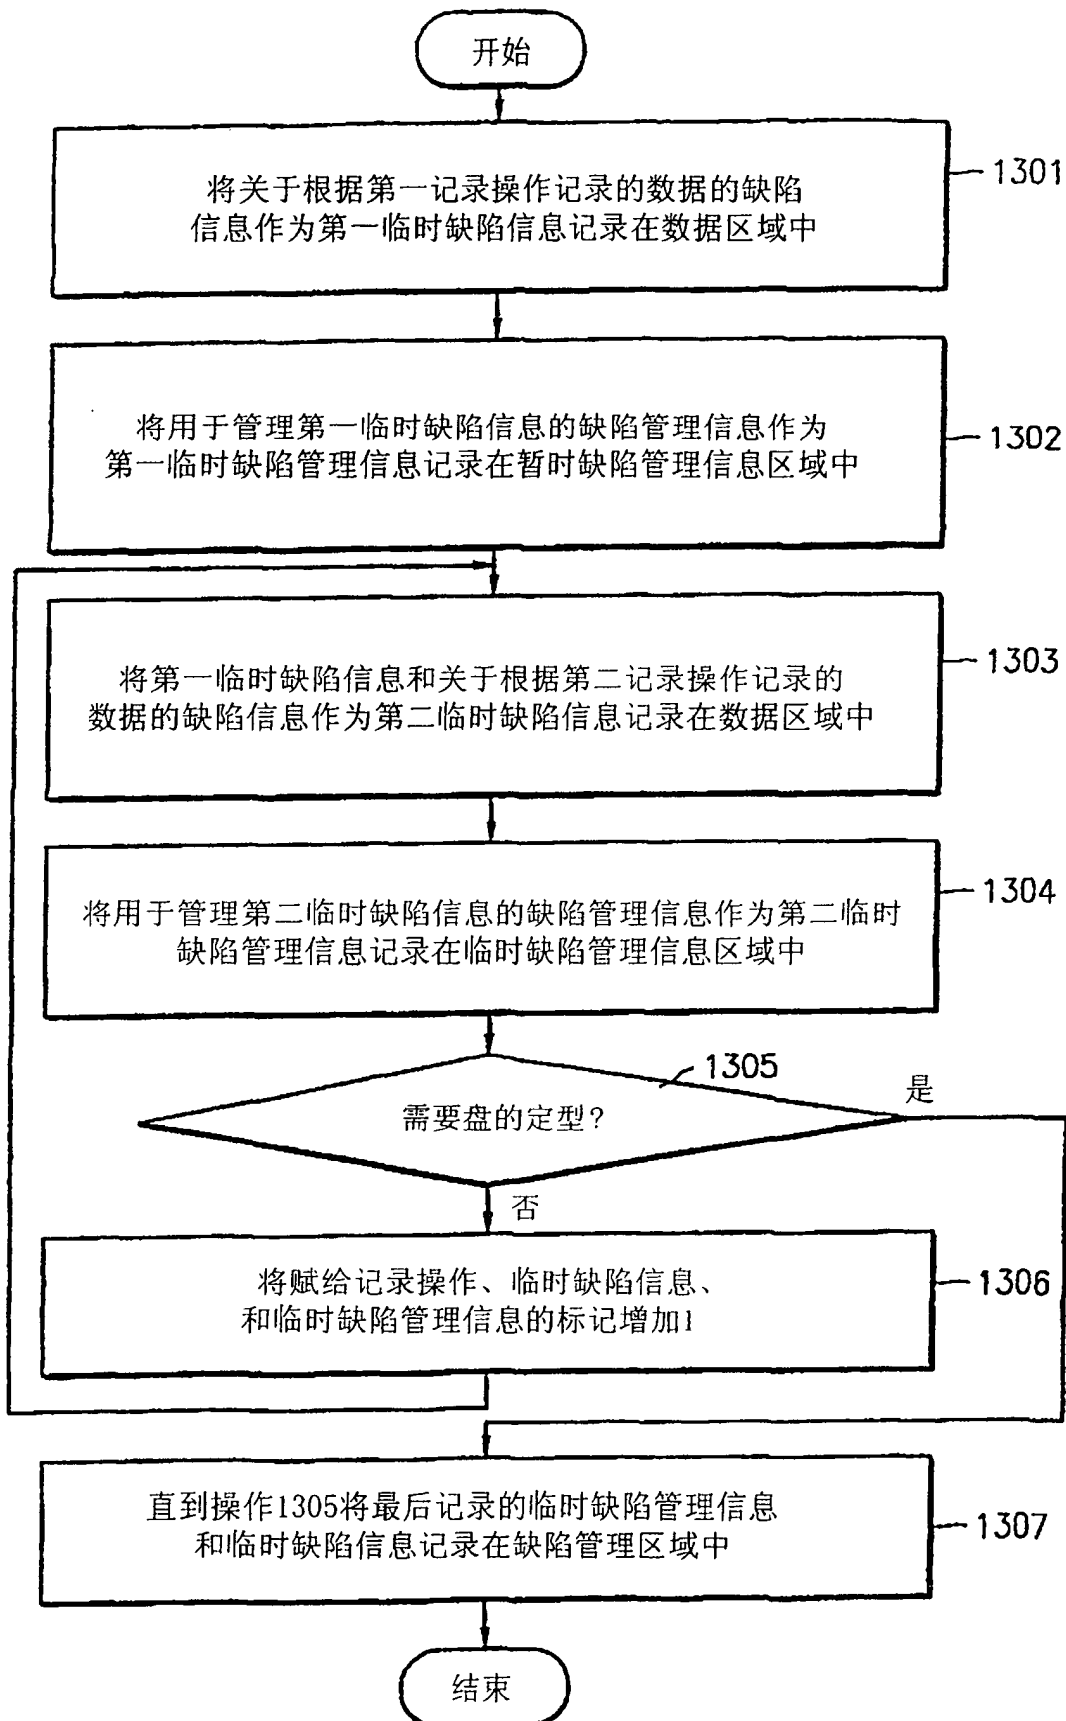 开始
将关于根据第一记录操作记录的数据的缺陷
信息作为第一临时缺陷信息记录在数据区域中
1301
将用于管理第一临时缺陷信息的缺陷管理信息作为
第一临时缺陷管理信息记录在暂时缺陷管理信息区域中
1302
将第一临时缺陷信息和关于根据第二记录操作记录的
数据的缺陷信息作为第二临时缺陷信息记录在数据区域中
1303
将用于管理第二临时缺陷信息的缺陷管理信息作为第二临时
缺陷管理信息记录在临时缺陷管理信息区域中
1304
1305
需要盘的定型?
是
否
将赋给记录操作、临时缺陷信息、
和临时缺陷管理信息的标记增加1
1306
直到操作1305将最后记录的临时缺陷管理信息
和临时缺陷信息记录在缺陷管理区域中
1307
结束